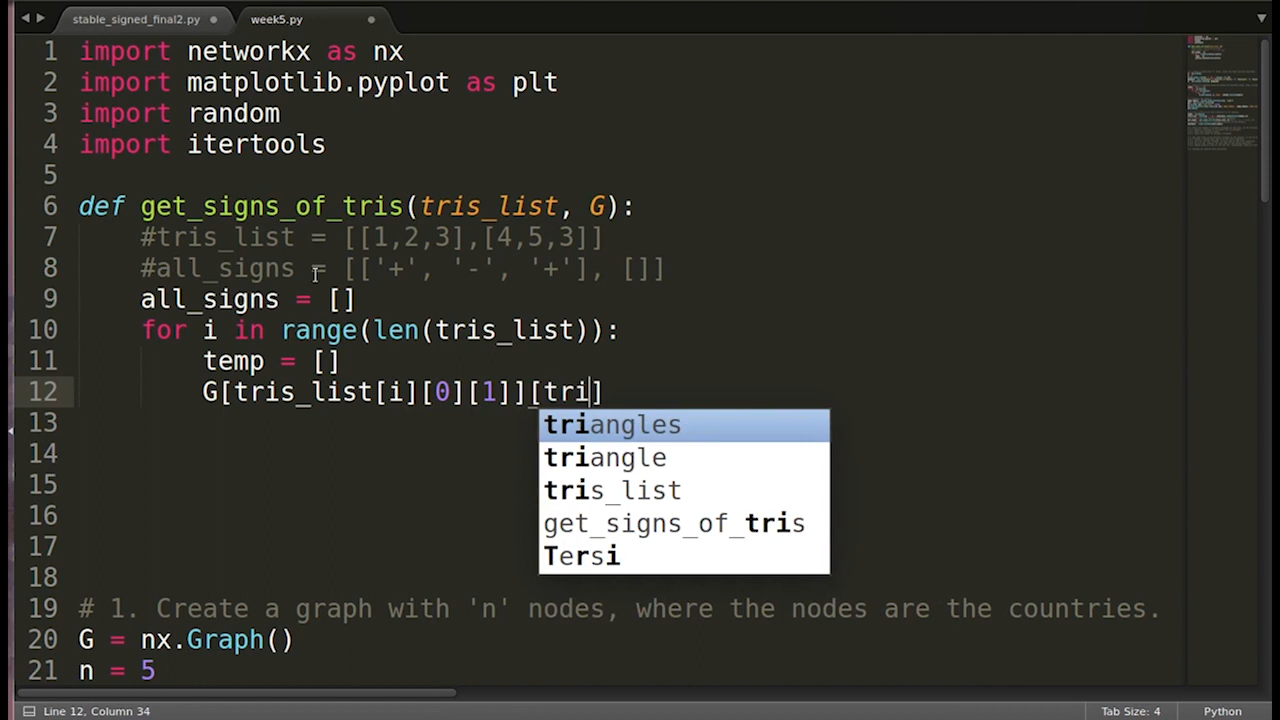 stable_signed_final2.py
week5.py
1 import networkx as nx
2 import matplotlib.pyplot as plt
3 import random
4 import itertools
5
6 def get_signs_of_tris(tris_list, G):
7 #tris_list = [[1,2,3],[4,5,3]]
8 #all_signs = [['+', '-', '+'], []]
9 all_signs = []
10 for i in range(len(tris_list)):
11 temp = []
12 G[tris_list[i][0][1]][tri]
13
triangles
14
triangle
15
tris_list
16
get_signs_of_tris
17
Tersi
18
19 # 1. Create a graph with 'n' nodes, where the nodes are the countries.
20 G = nx.Graph()
21 n = 5
Line 12, Column 34
Tab Size: 4
Python